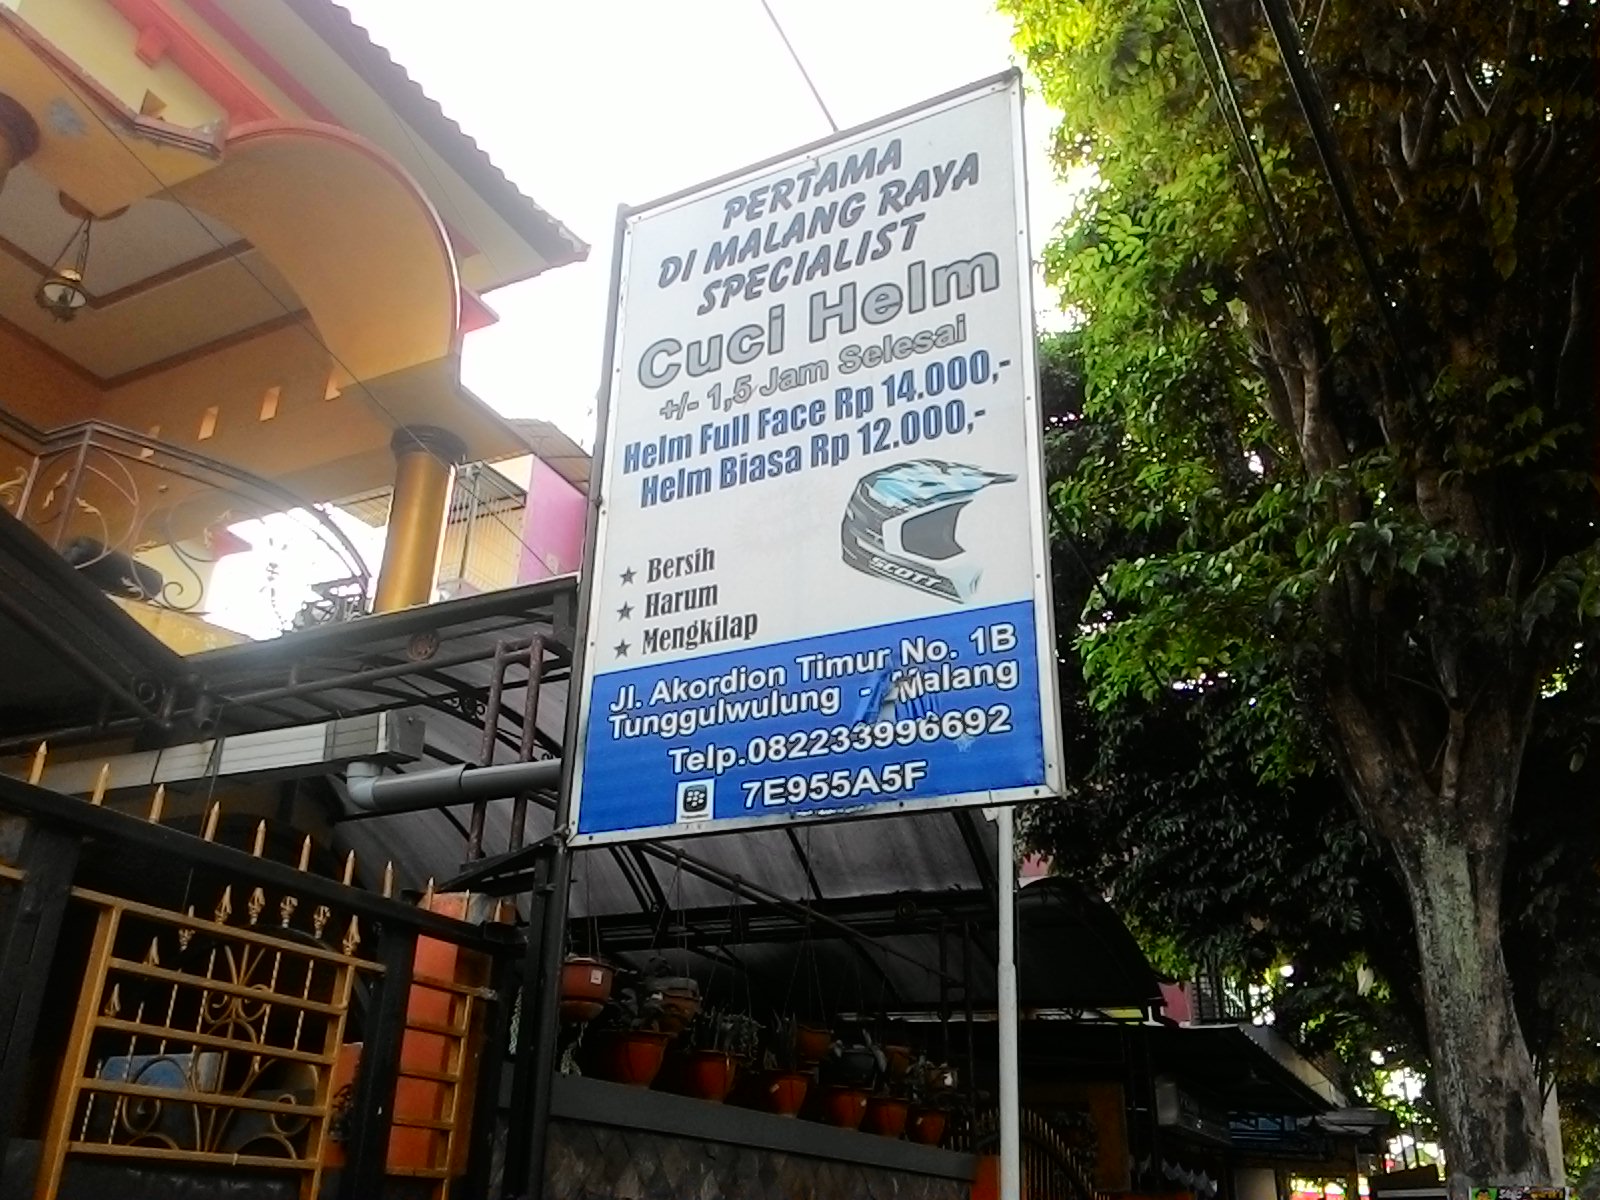 PERTAMA
DI MALANG RAYA
SPECIALIST
Cuci Helm
+/- 1,5 Jam Selesai
Helm Full Face Rp 14.000,-
Helm Biasa Rp 12.000,-
SCOTT
Bersih
Harum
Mengkilap
Jl. Akordion Timur No. 1B
Tunggulwulung - Malang
Telp.082233996692
7E955A5F